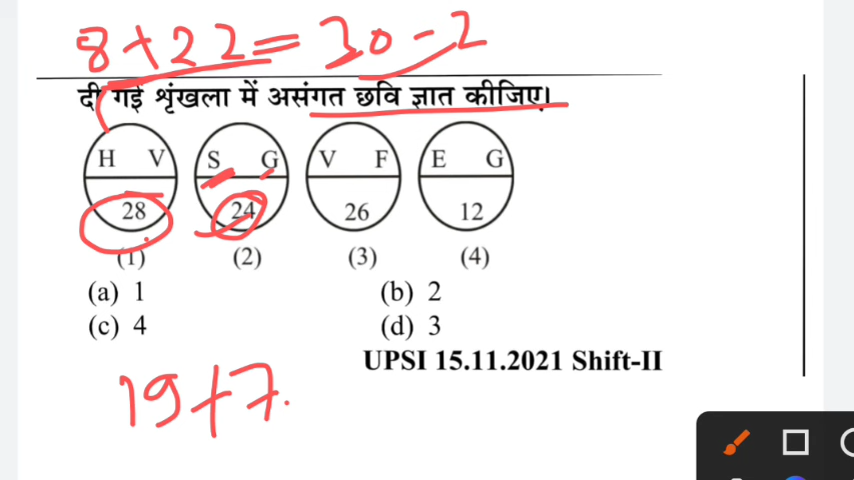 8+22=30-2
दी गई श्रृंखला में असंगत छवि ज्ञात कीजिए।
H V S G V F E G
28 24 26 12
(1) (2) (3) (4)
(a) 1 (b) 2
(c) 4 (d) 3
UPSI 15.11.2021 Shift-II
19+7.